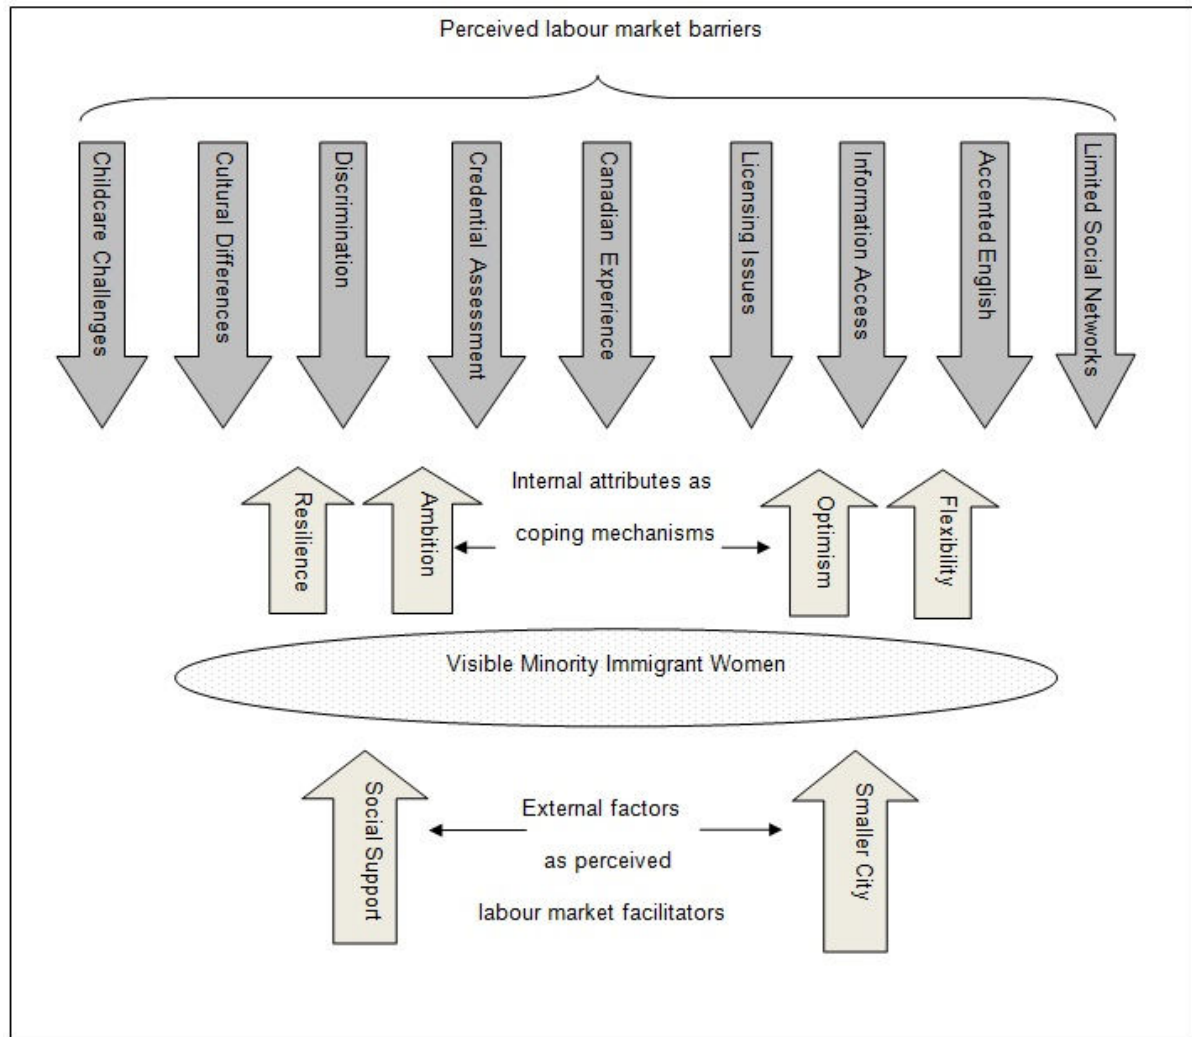 Perceived labour market barriers
Childcare Challenges
Cultural Differences
Discrimination
Credential Assessment
Canadian Experience
Licensing Issues
Information Access
Accented English
Limited Social Networks
Resilience
Ambition
Internal attributes as
coping mechanisms
Optimism
Flexibility
Visible Minority Immigrant Women
Social Support
External factors
as perceived
labour market facilitators
Smaller City